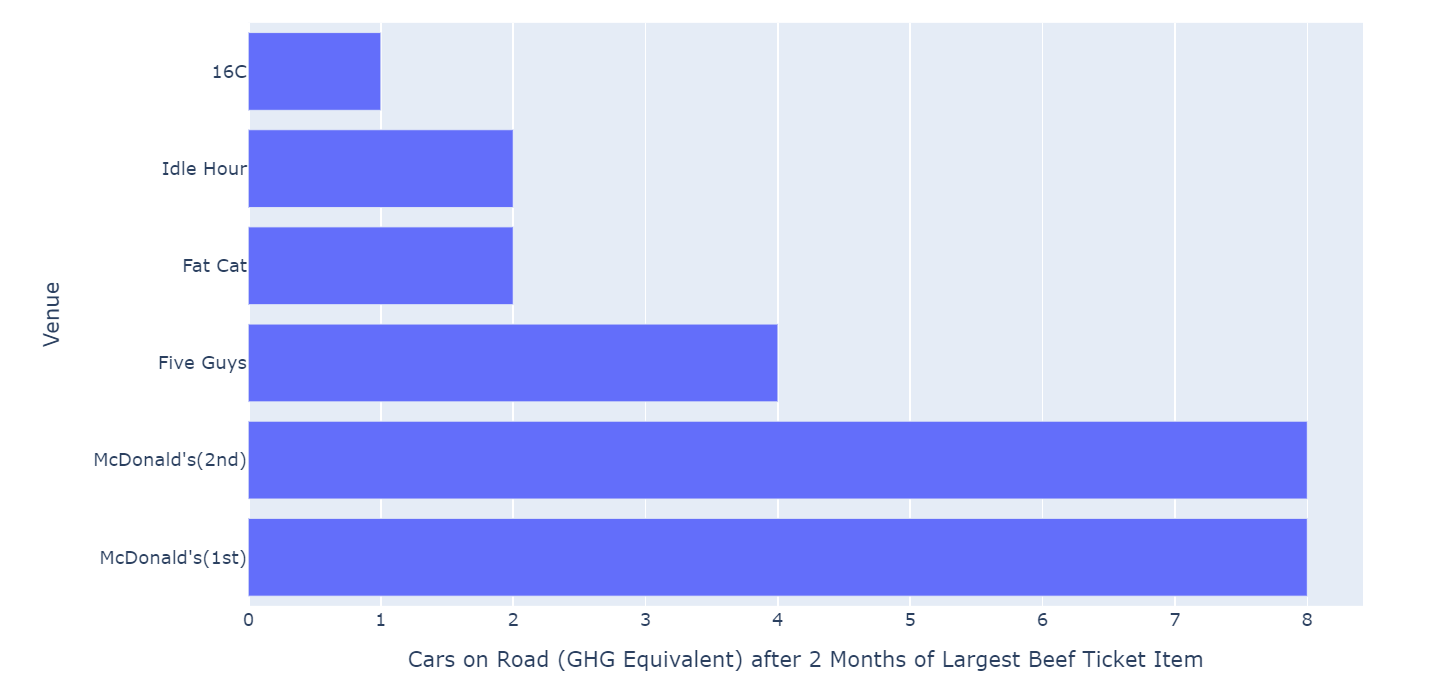 16C
Idle Hour
Fat Cat
Five Guys
McDonald's(2nd)
McDonald's(1st)
Venue
0 1 2 3 4 5 6 7 8
Cars on Road (GHG Equivalent) after 2 Months of Largest Beef Ticket Item